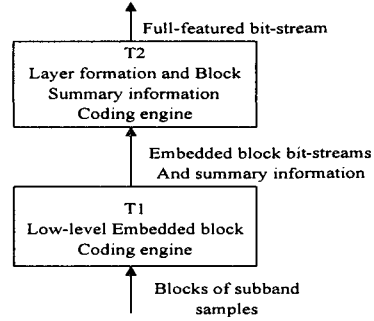 Full-featured bit-stream
T2
Layer formation and Block
Summary information
Coding engine
Embedded block bit-streams
And summary information
T1
Low-level Embedded block
Coding engine
Blocks of subband
samples